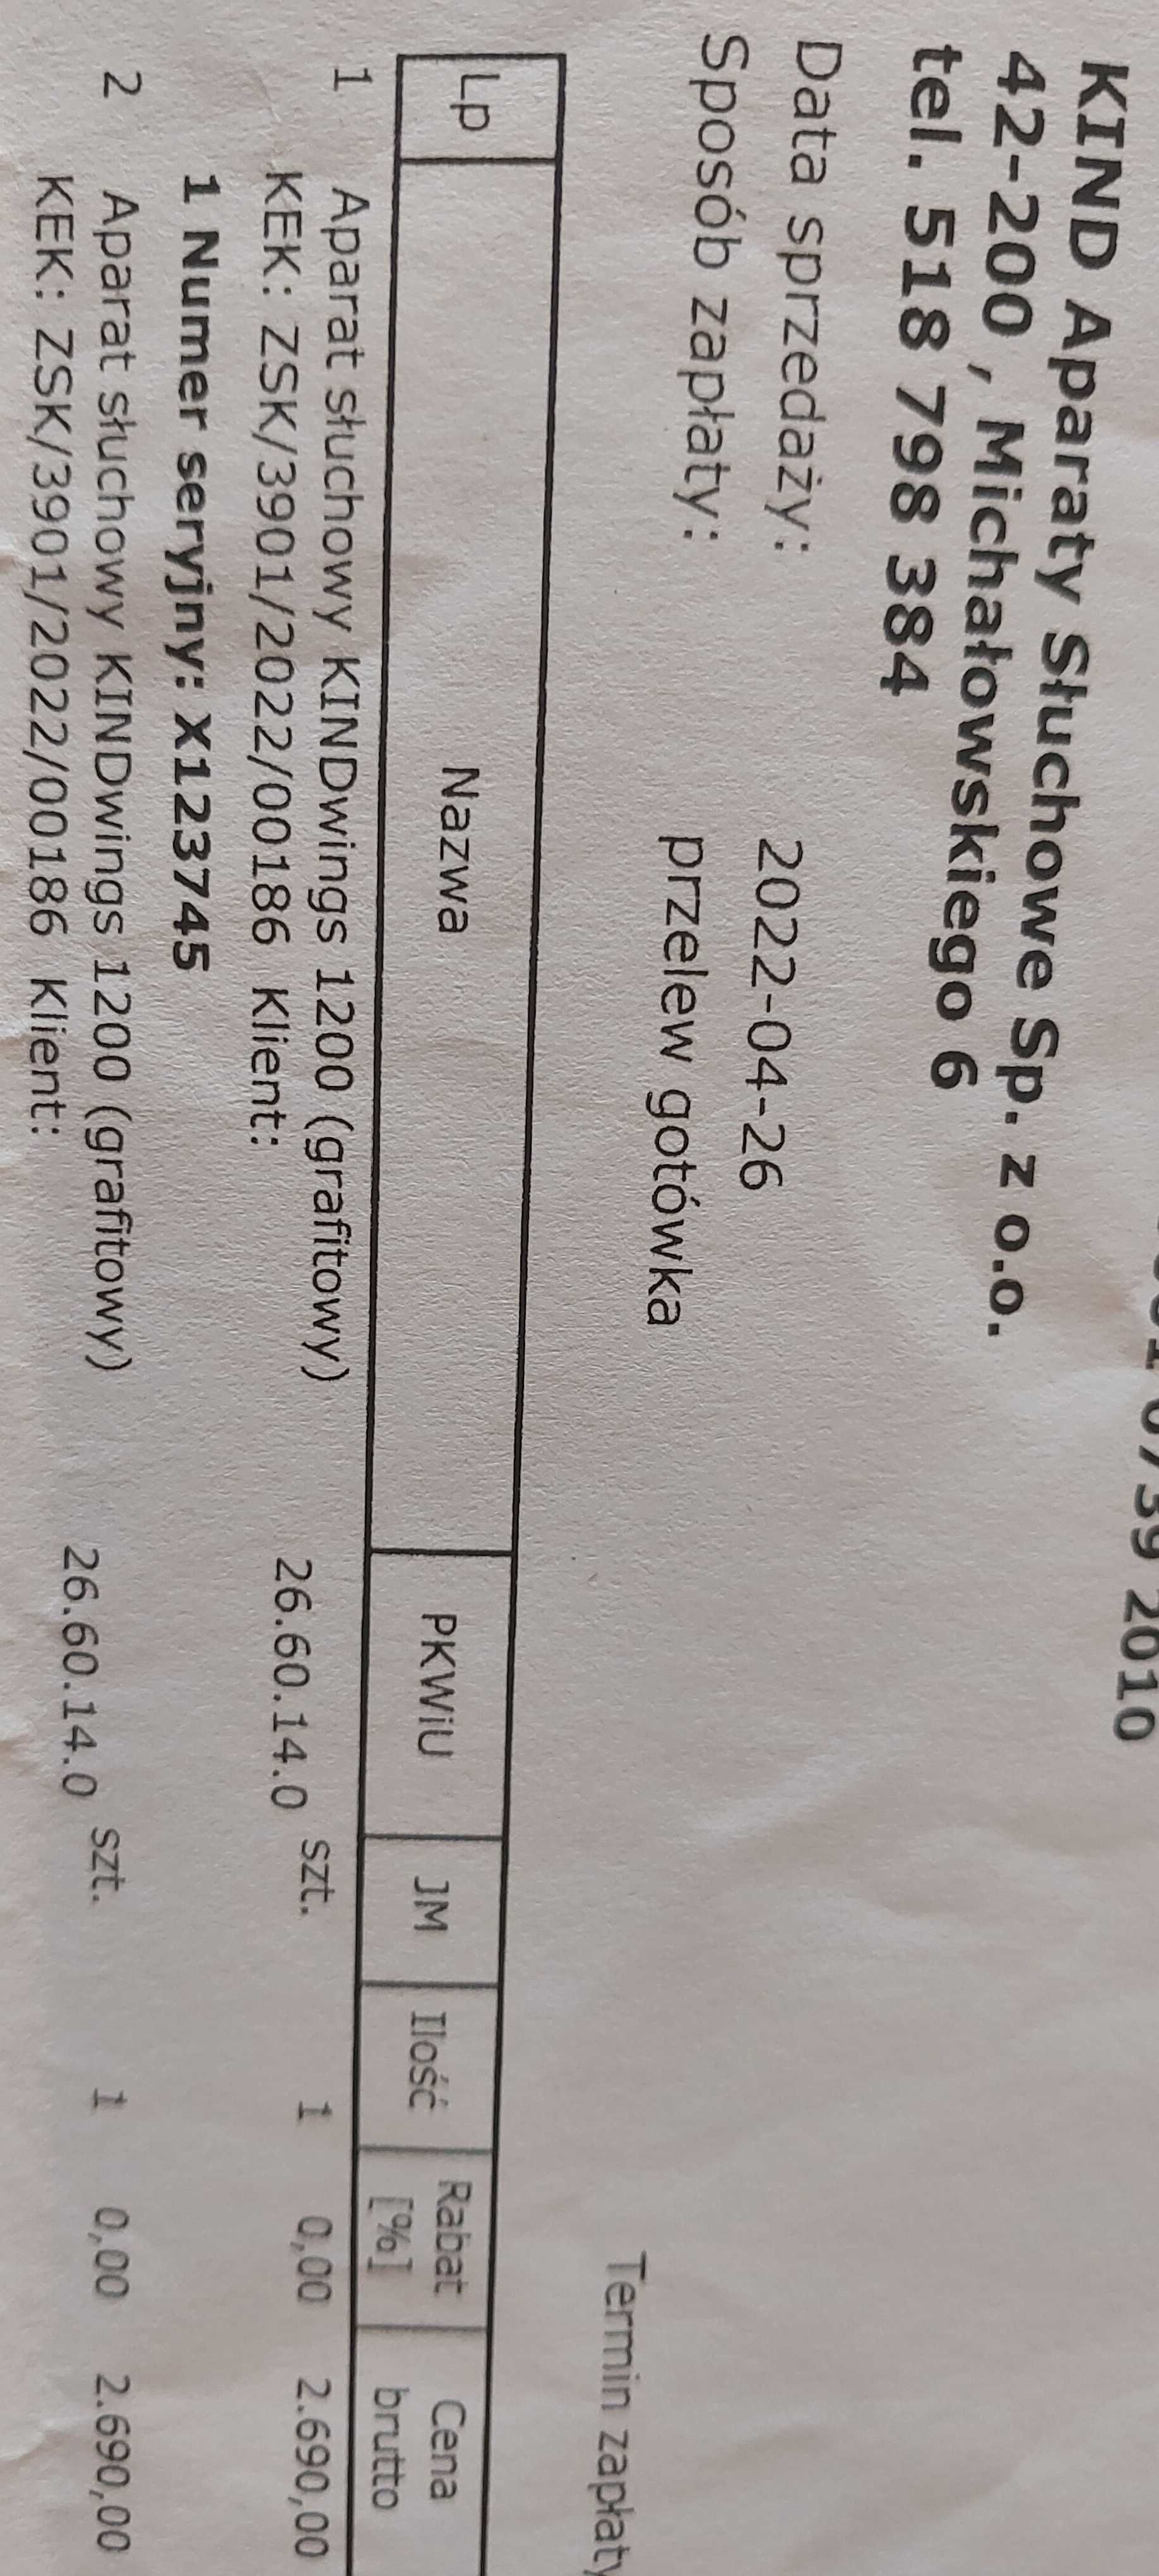 0739 2010
KIND Aparaty Słuchowe Sp. z o.o.
42-200 , Michałowskiego 6
tel. 518 798 384
Data sprzedaży: 2022-04-26
Sposób zapłaty: przelew gotówka Termin zapłaty
Lp Nazwa PKWiU JM Ilość Rabat [%] Cena brutto
1 Aparat słuchowy KINDwings 1200 (grafitowy) szt. 1 0,00 2.690,00
KEK: ZSK/3901/2022/00186 Klient: 26.60.14.0
1 Numer seryjny: X123745
2 Aparat słuchowy KINDwings 1200 (grafitowy) szt. 1 0,00 2.690,00
KEK: ZSK/3901/2022/00186 Klient: 26.60.14.0